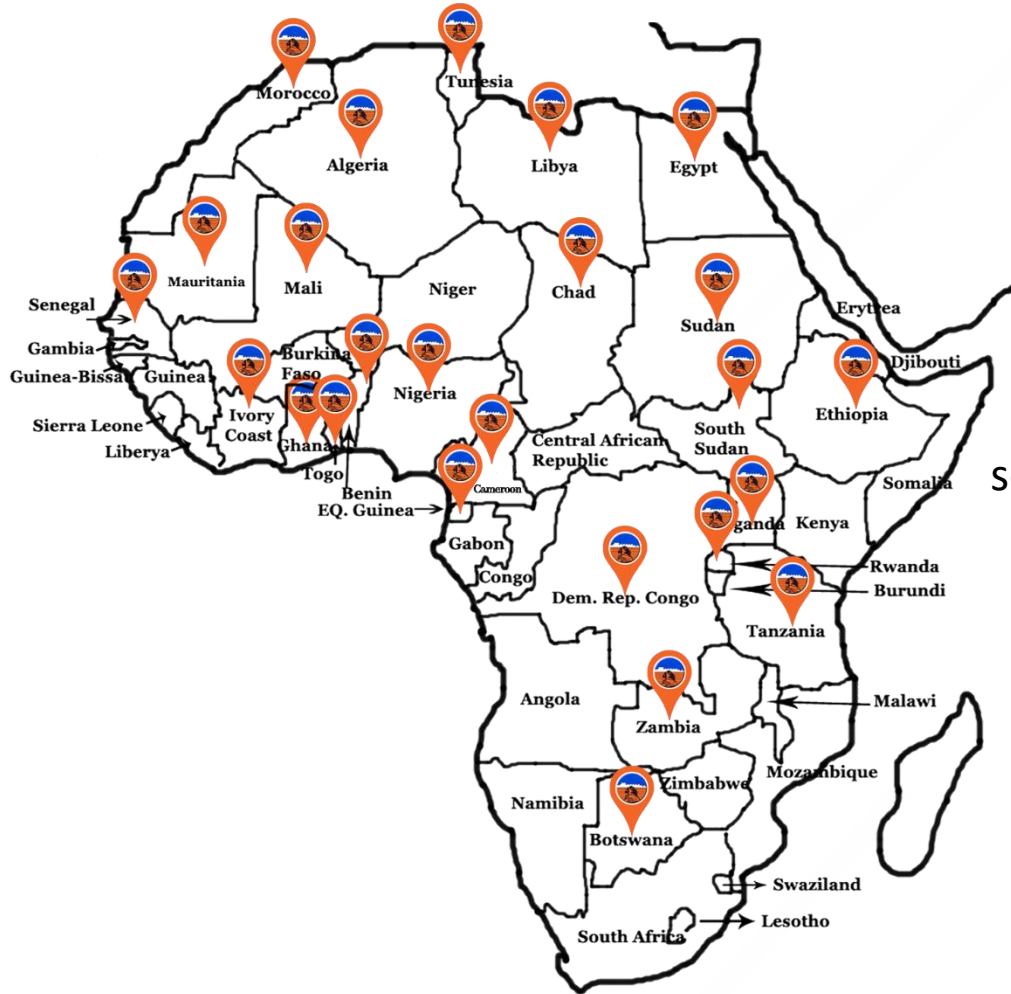 Tunesia
Morocco
Algeria
Libya
Egypt
Mauritania
Mali
Niger
Chad
Sudan
Erytrea
Senegal
Gambia
Guinea-Bissau
Guinea
Burkina
Faso
Nigeria
Djibouti
Ethiopia
Ivory
Coast
Ghana
Togo
Benin
Sierra Leone
Liberya
Central African
Republic
South
Sudan
Somalia
S
Cameroon
EQ. Guinea
Gabon
Congo
Dem. Rep. Congo
ganda
Kenya
Rwanda
Burundi
Tanzania
Angola
Zambia
Malawi
Mozambique
Zimbabwe
Namibia
Botswana
Swaziland
Lesotho
South Africa